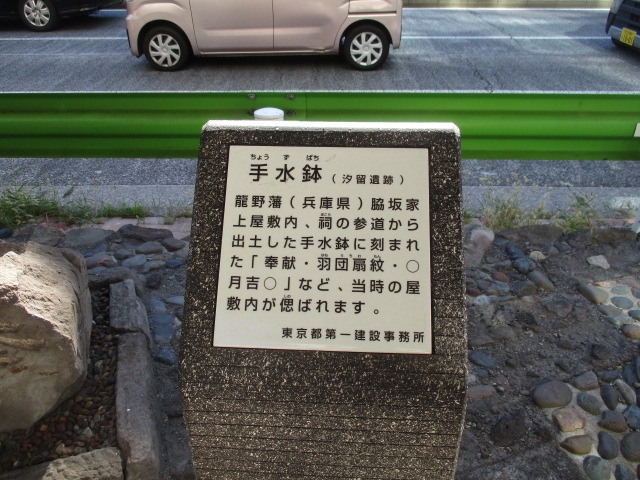 ちょうずばち
手水鉢（汐留遺跡）
龍野藩（兵庫県）脇坂家
上屋敷内、祠の参道から
出土した手水鉢に刻まれ
た「奉献・羽団扇紋・○
月吉○」など、当時の屋
敷内が偲ばれます。
東京都第一建設事務所